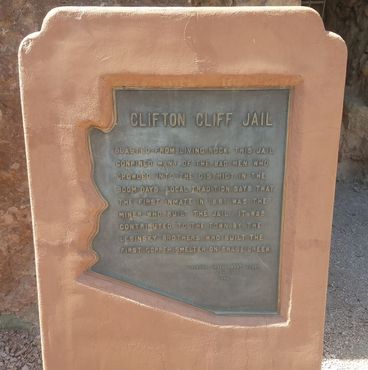 CLIFTON CLIFF JAIL
BLASTED FROM LIVING ROCK THIS JAIL
CONFINED MANY OF THE BAD MEN WHO
CROWDED INTO THE DISTRICT IN THE
BOOM DAYS. LOCAL TRADITION SAYS THAT
THE FIRST INMATE IN 1881 WAS THE
MINER WHO BUILT THE JAIL. IT WAS
CONTRIBUTED TO THE TOWN BY THE
LESINSKY BROTHERS WHO BUILT THE
FIRST COPPER SMELTER ON CHASE CREEK